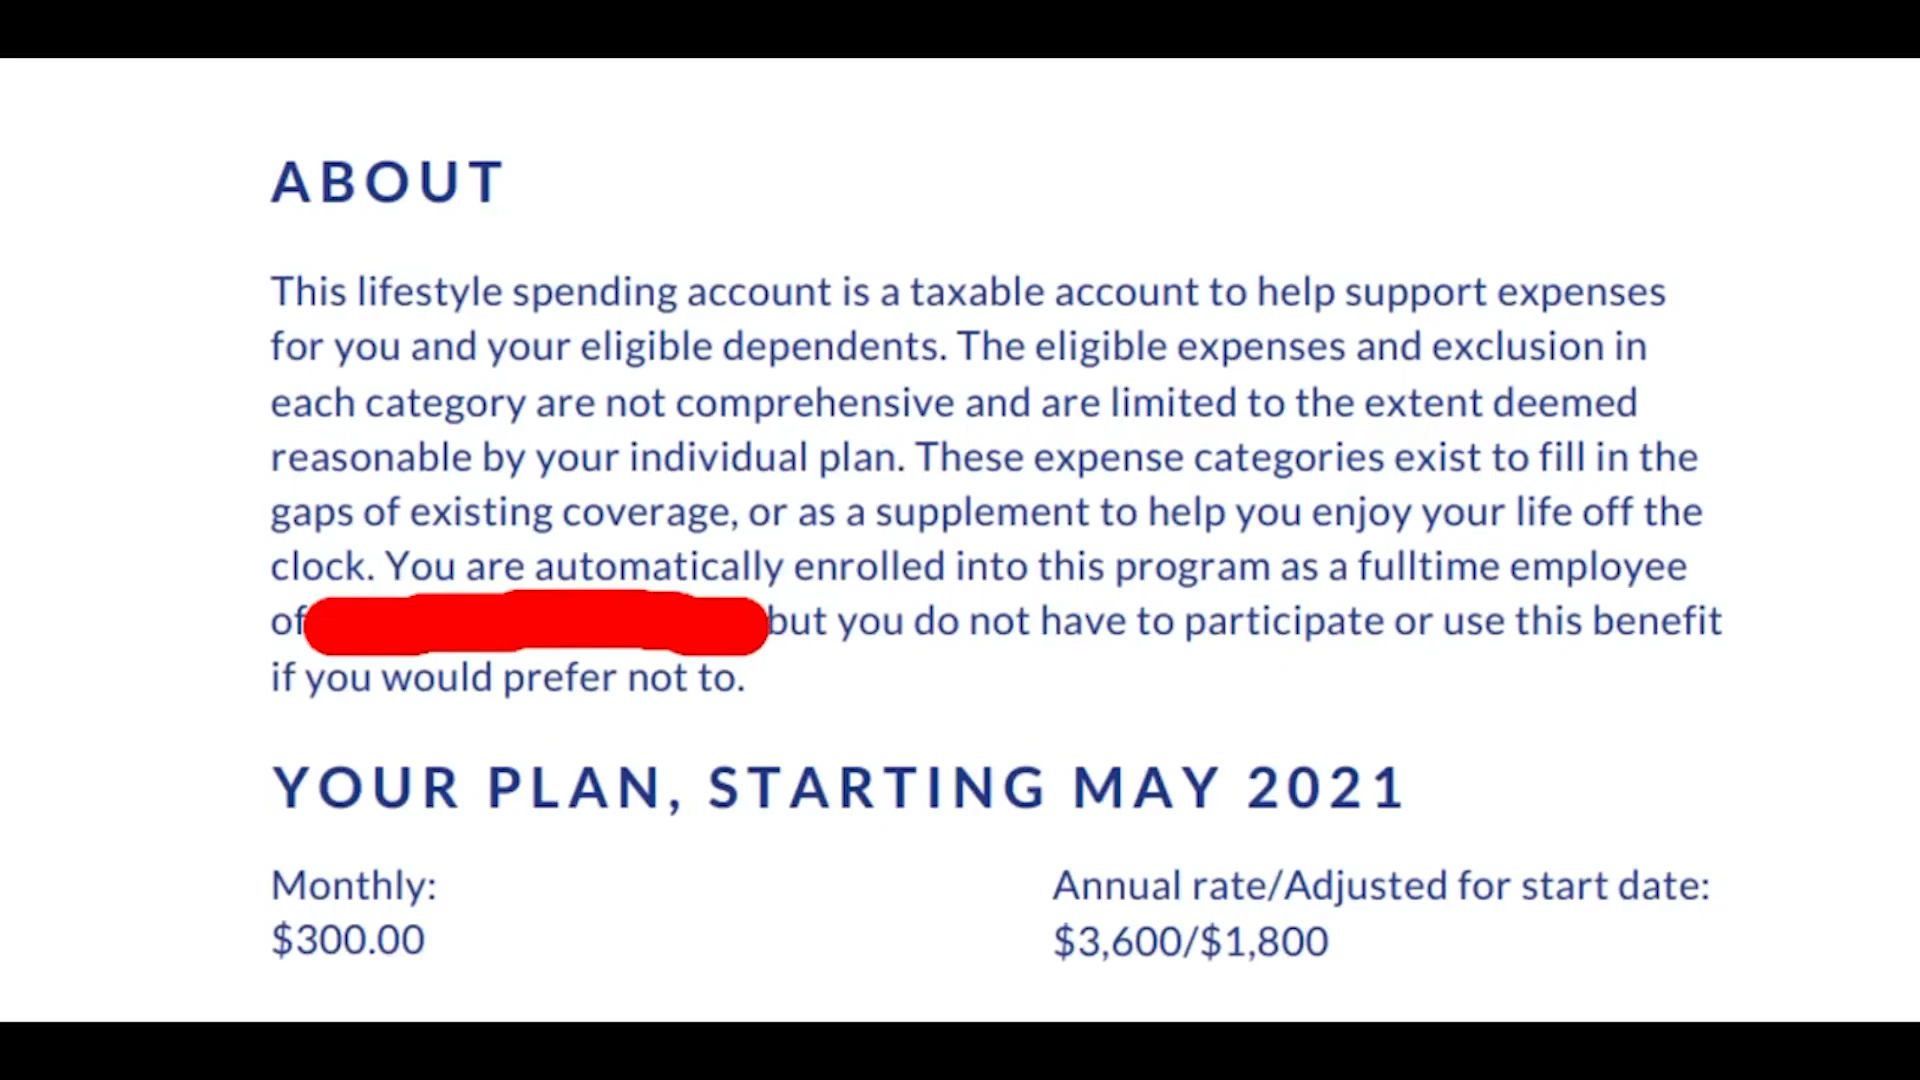 ABOUT
This lifestyle spending account is a taxable account to help support expenses
for you and your eligible dependents. The eligible expenses and exclusion in
each category are not comprehensive and are limited to the extent deemed
reasonable by your individual plan. These expense categories exist to fill in the
gaps of existing coverage, or as a supplement to help you enjoy your life off the
clock. You are automatically enrolled into this program as a fulltime employee
of but you do not have to participate or use this benefit
if you would prefer not to.
YOUR PLAN, STARTING MAY 2021
Monthly:
$300.00
Annual rate/Adjusted for start date:
$3,600/$1,800